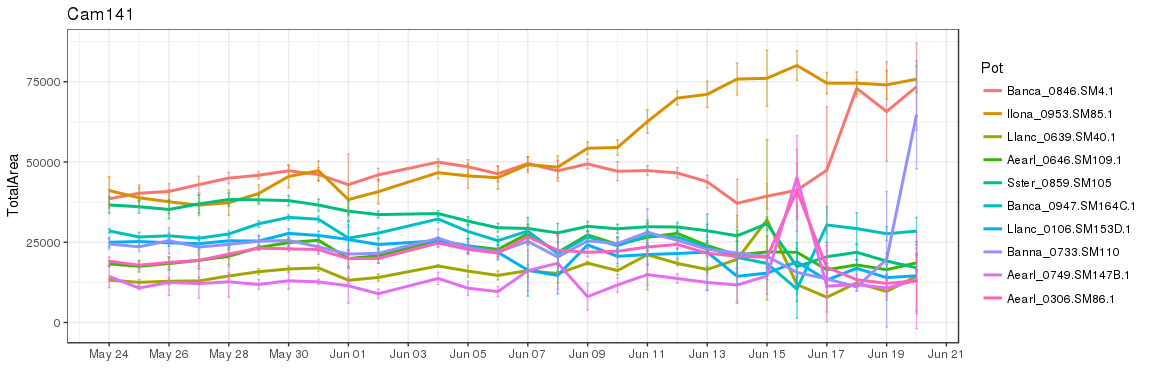 Cam141
TotalArea
75000
50000
25000
0
May 24
May 26
May 28
May 30
Jun 01
Jun 03
Jun 05
Jun 07
Jun 09
Jun 11
Jun 13
Jun 15
Jun 17
Jun 19
Jun 21
Pot
Banca_0846.SM4.1
Ilona_0953.SM85.1
Llanc_0639.SM40.1
Aearl_0646.SM109.1
Sster_0859.SM105
Banca_0947.SM164C.1
Llanc_0106.SM153D.1
Banna_0733.SM110
Aearl_0749.SM147B.1
Aearl_0306.SM86.1